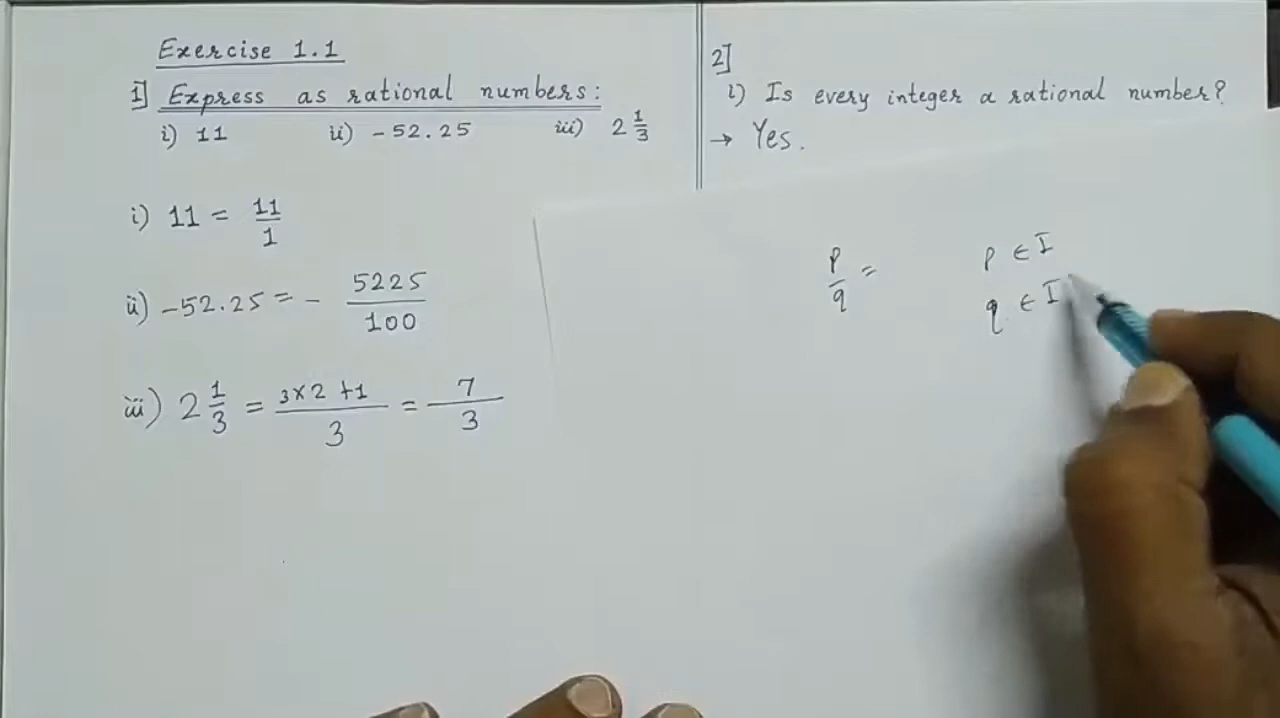 Exercise 1.1
1] Express as rational numbers:
i) 11 ii) -52.25 iii) 2 1/3
i) 11 = 11/1
ii) -52.25 = - 5225/100
iii) 2 1/3 = 3×2 +1/3 = 7/3
2]
i) Is every integer a rational number?
→ Yes.
p/q =
p ∈ I
q ∈ I